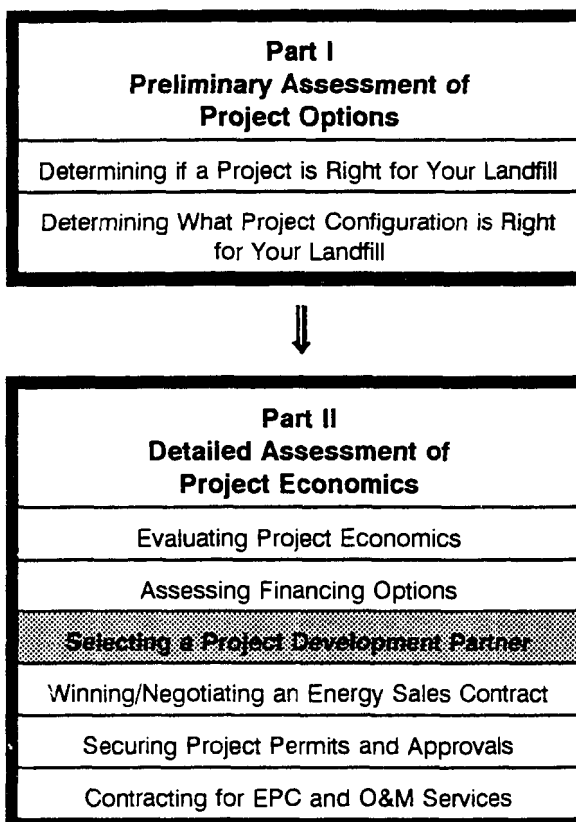 Part I
Preliminary Assessment of
Project Options
Determining if a Project is Right for Your Landfill
Determining What Project Configuration is Right
for Your Landfill
Part II
Detailed Assessment of
Project Economics
Evaluating Project Economics
Assessing Financing Options
Selecting a Project Development Partner
Winning/Negotiating an Energy Sales Contract
Securing Project Permits and Approvals
Contracting for EPC and O&M Services